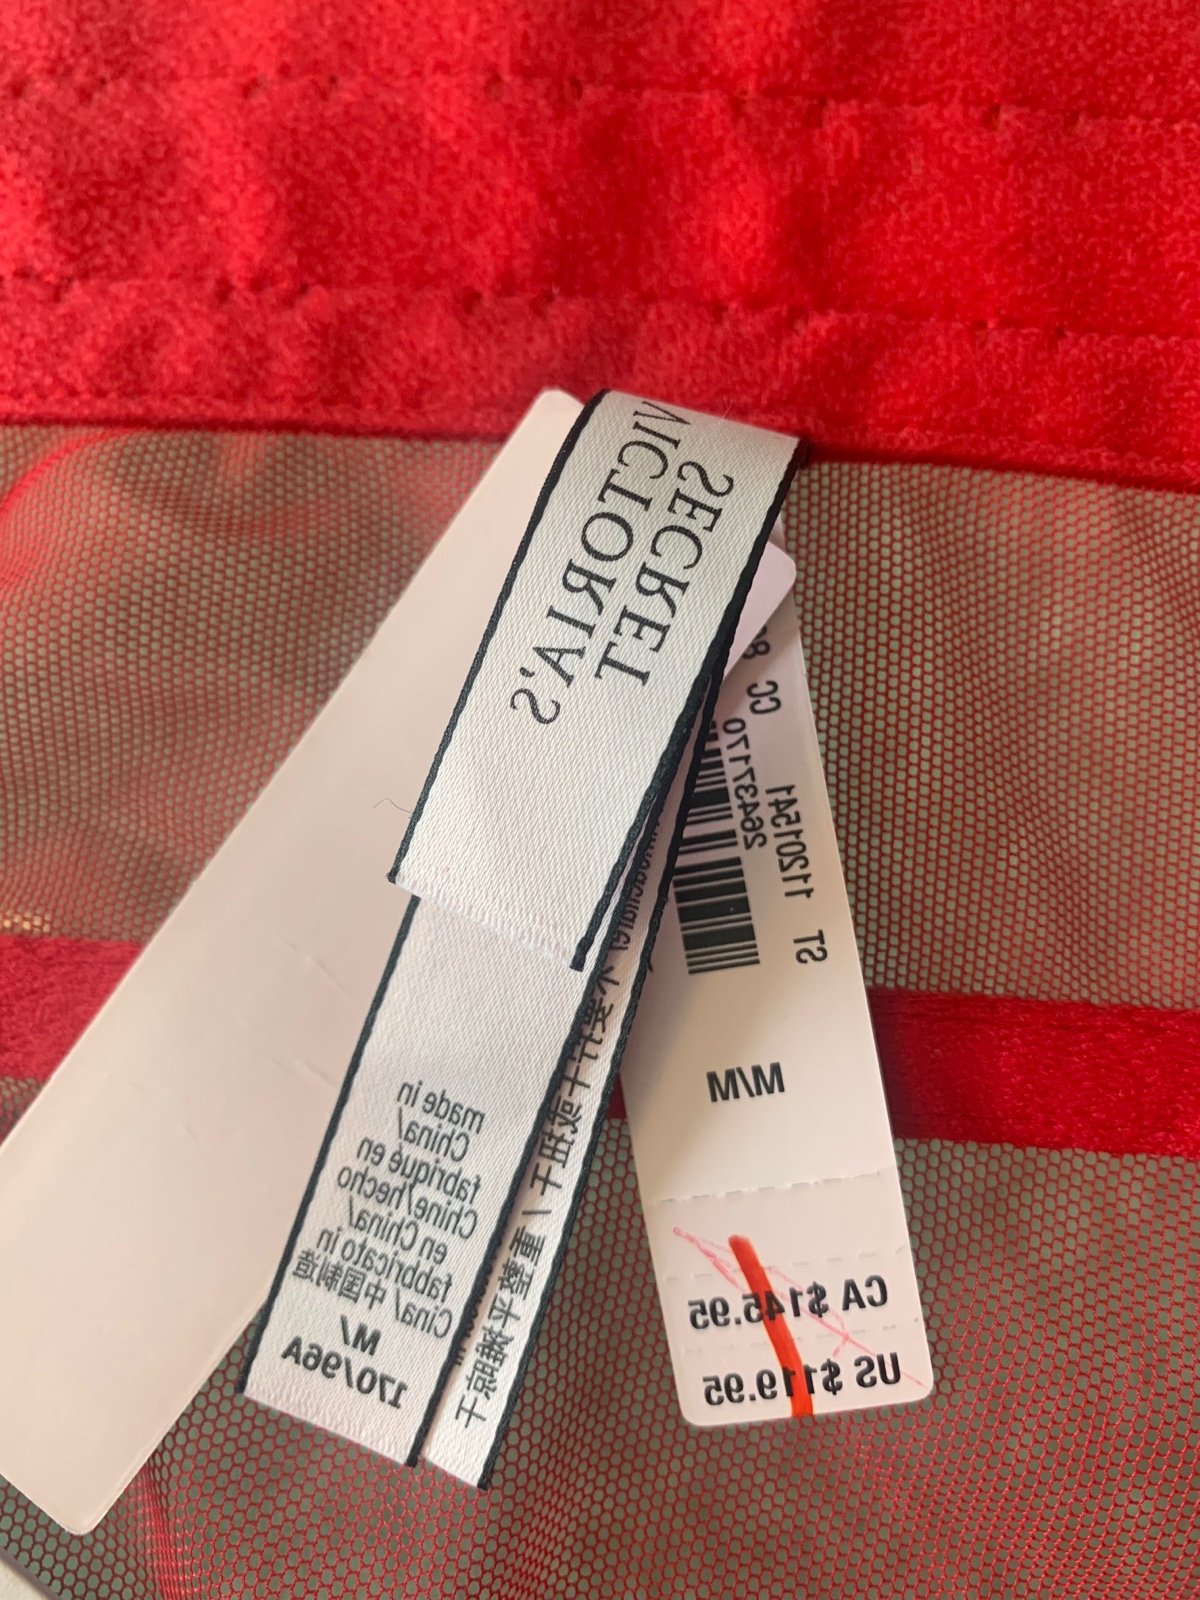 VICTORIA'S
SECRET
made in
China/
fabriqué en
Chine/hecho
en China/
fabbricato in
Cina/中国制造
M/
170/96A
ST 11201541 CC
M/M
CA $145.95
US $119.95